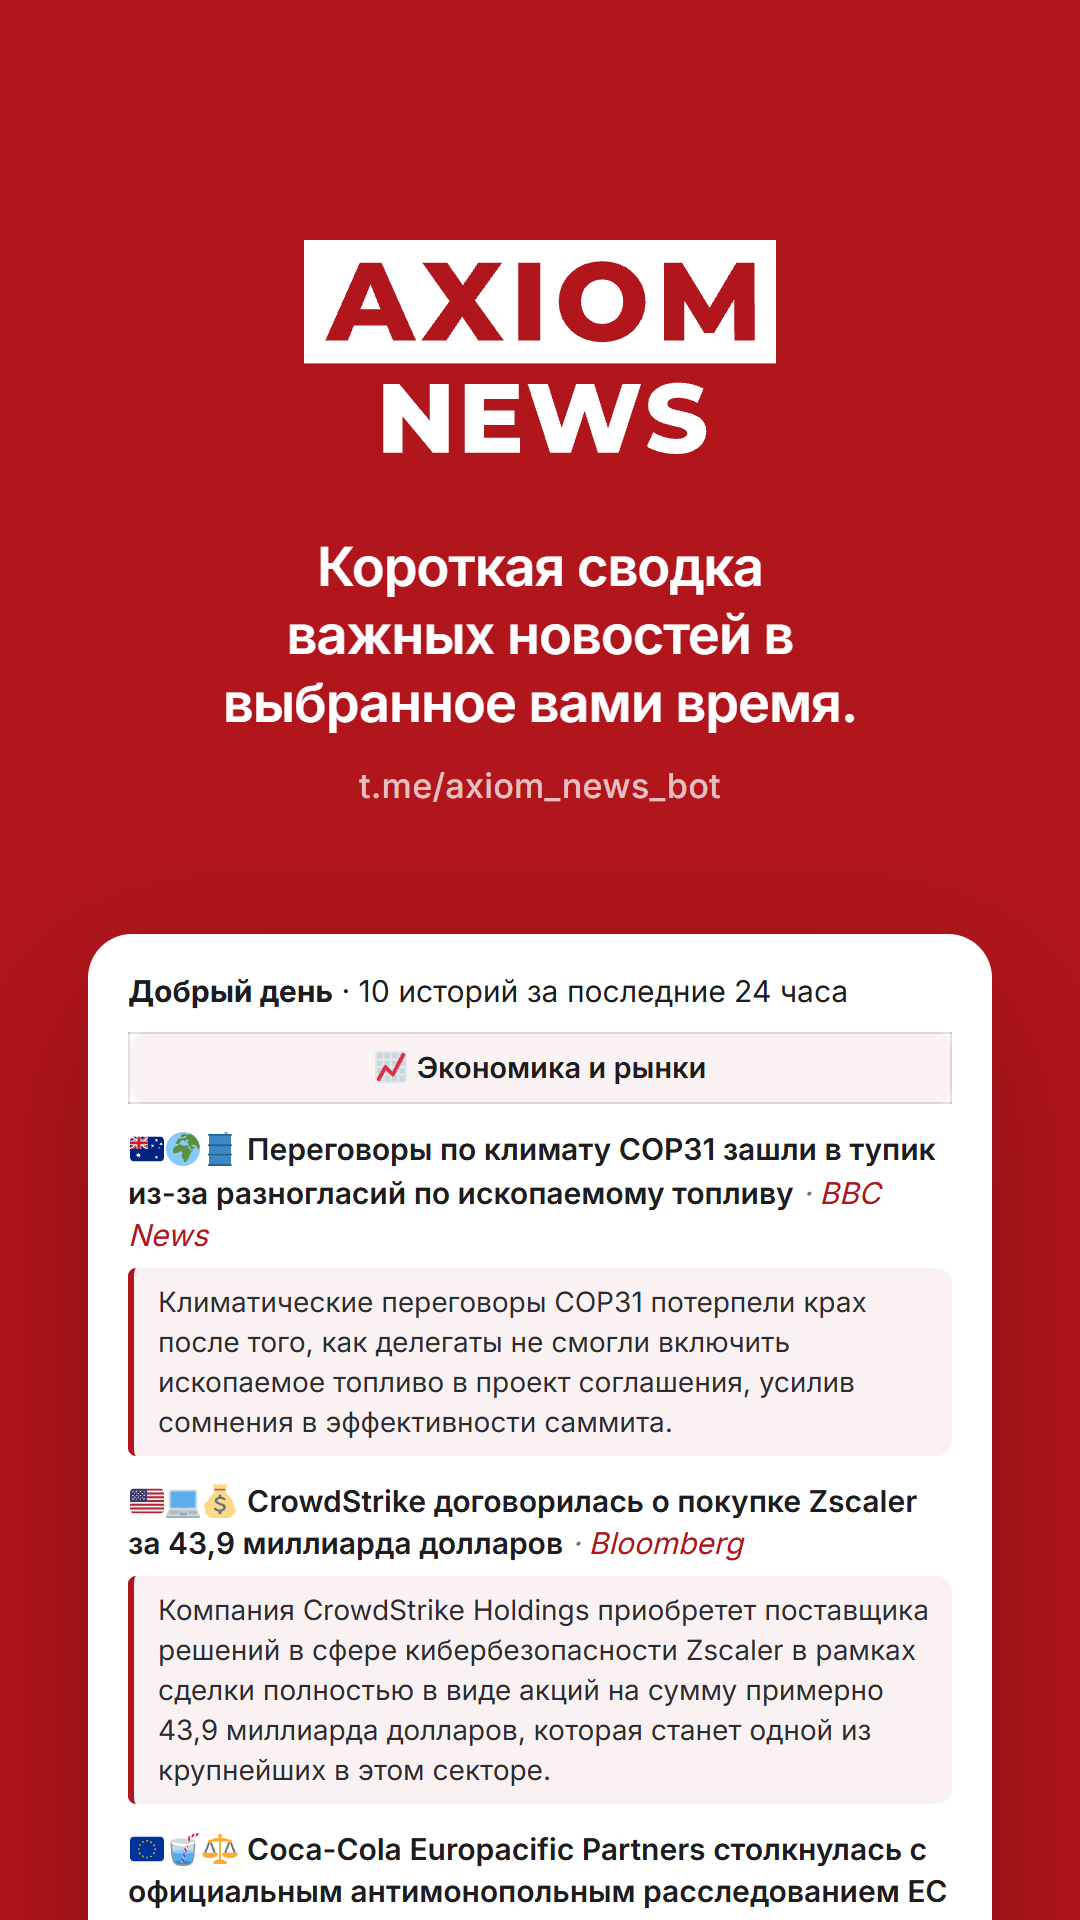 AXIOM
NEWS
Короткая сводка
важных новостей в
выбранное вами время.
t.me/axiom_news_bot
Добрый день · 10 историй за последние 24 часа
Экономика и рынки
Переговоры по климату COP31 зашли в тупик
из-за разногласий по ископаемому топливу · BBC
News
Климатические переговоры COP31 потерпели крах
после того, как делегаты не смогли включить
ископаемое топливо в проект соглашения, усилив
сомнения в эффективности саммита.
CrowdStrike договорилась о покупке Zscaler
за 43,9 миллиарда долларов · Bloomberg
Компания CrowdStrike Holdings приобретет поставщика
решений в сфере кибербезопасности Zscaler в рамках
сделки полностью в виде акций на сумму примерно
43,9 миллиарда долларов, которая станет одной из
крупнейших в этом секторе.
Coca-Cola Europacific Partners столкнулась с
официальным антимонопольным расследованием ЕС